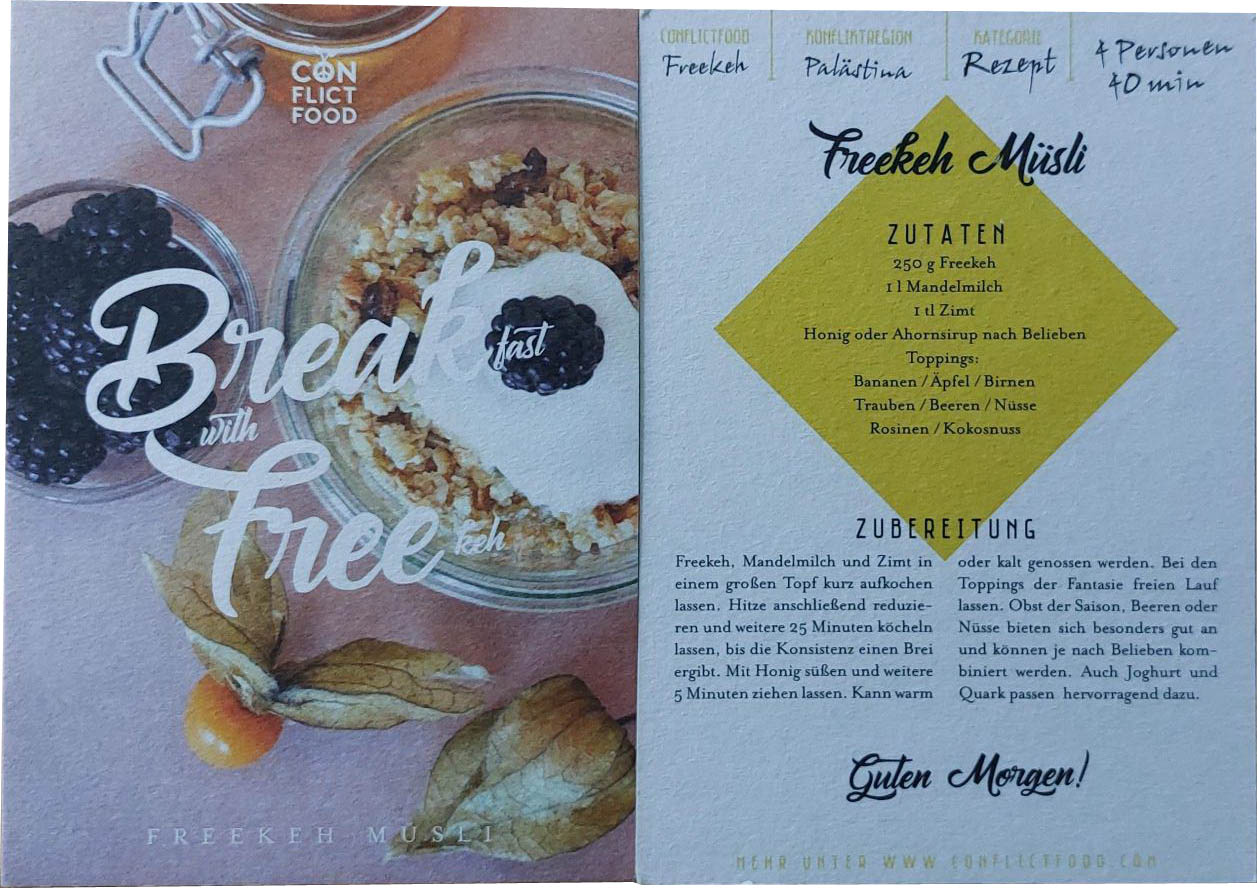 CON
FLICT
FOOD
Breakfast
with
Freekeh
FREEKEH MÜSLI
CONFLICTFOOD
Freekeh
KONFLIKTREGION
Palästina
KATEGORIE
Rezept
4 Personen
40 min
Freekeh Müsli
ZUTATEN
250 g Freekeh
1 l Mandelmilch
1 tl Zimt
Honig oder Ahornsirup nach Belieben
Toppings:
Bananen / Äpfel / Birnen
Trauben / Beeren / Nüsse
Rosinen / Kokosnuss
ZUBEREITUNG
Freekeh, Mandelmilch und Zimt in
einem großen Topf kurz aufkochen
lassen. Hitze anschließend reduzie-
ren und weitere 25 Minuten köcheln
lassen, bis die Konsistenz einen Brei
ergibt. Mit Honig süßen und weitere
5 Minuten ziehen lassen. Kann warm
oder kalt genossen werden. Bei den
Toppings der Fantasie freien Lauf
lassen. Obst der Saison, Beeren oder
Nüsse bieten sich besonders gut an
und können je nach Belieben kom-
biniert werden. Auch Joghurt und
Quark passen hervorragend dazu.
Guten Morgen!
MEHR UNTER WWW.CONFLICTFOOD.COM